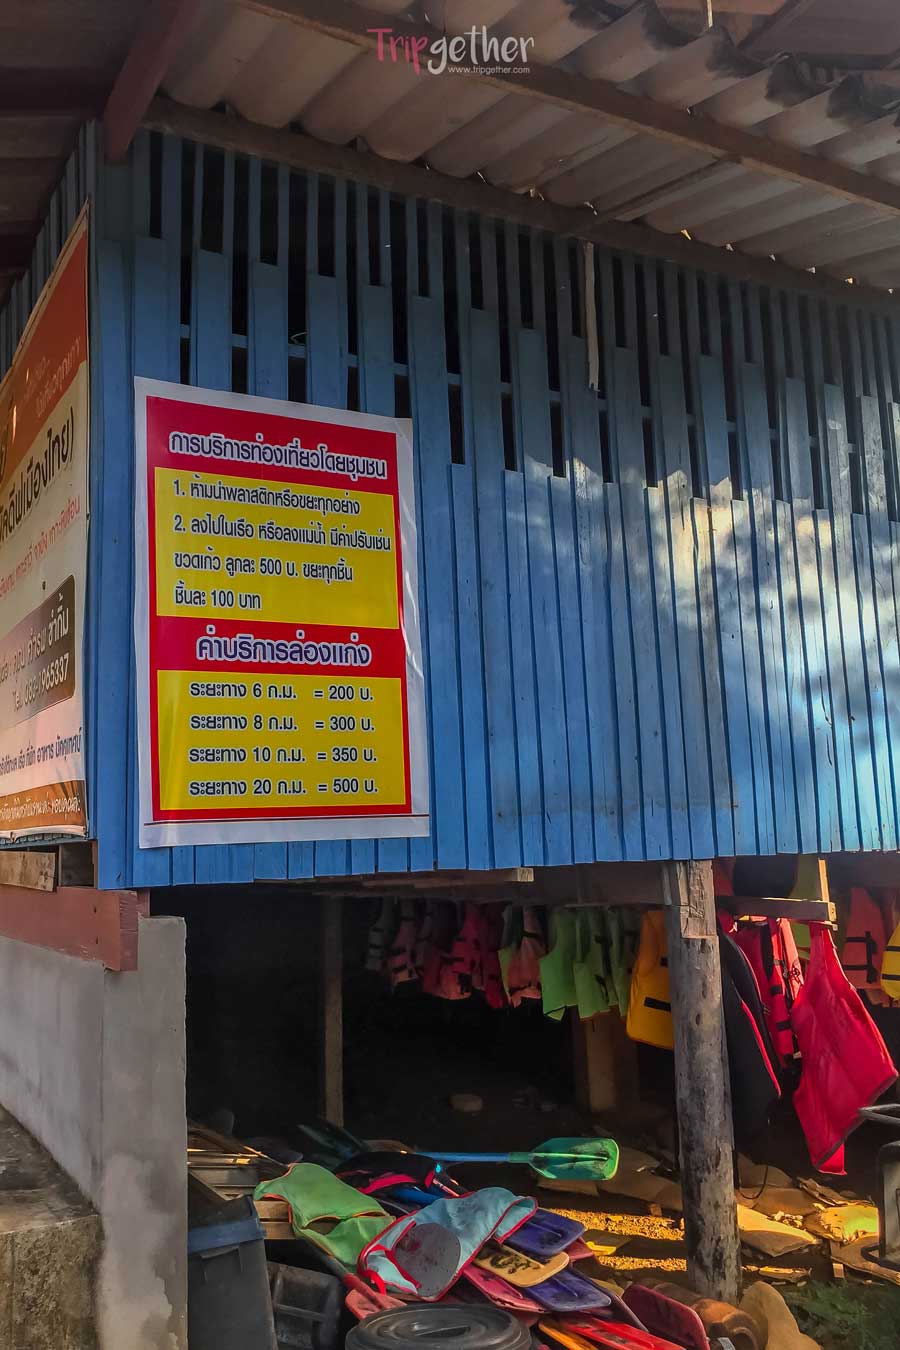 Tripgether
www.tripgether.com
การบริการท่องเที่ยวโดยชุมชน
1. ห้ามนำพลาสติกหรือขยะทุกอย่าง
2. ลงไปในเรือ หรือลงแม่น้ำ มีค่าปรับเช่น
ขวดแก้ว ลูกละ 500 บ. ขยะทุกชิ้น
ชิ้นละ 100 บาท
ค่าบริการล่องแก่ง
ระยะทาง 6 ก.ม. = 200 บ.
ระยะทาง 8 ก.ม. = 300 บ.
ระยะทาง 10 ก.ม. = 350 บ.
ระยะทาง 20 ก.ม. = 500 บ.
เมืองไทย)